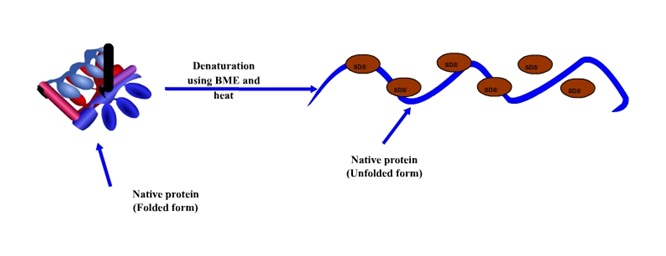 Denaturation
using BME and
heat
sds
sds
sds
sds
sds
sds
Native protein
(Unfolded form)
Native protein
(Folded form)